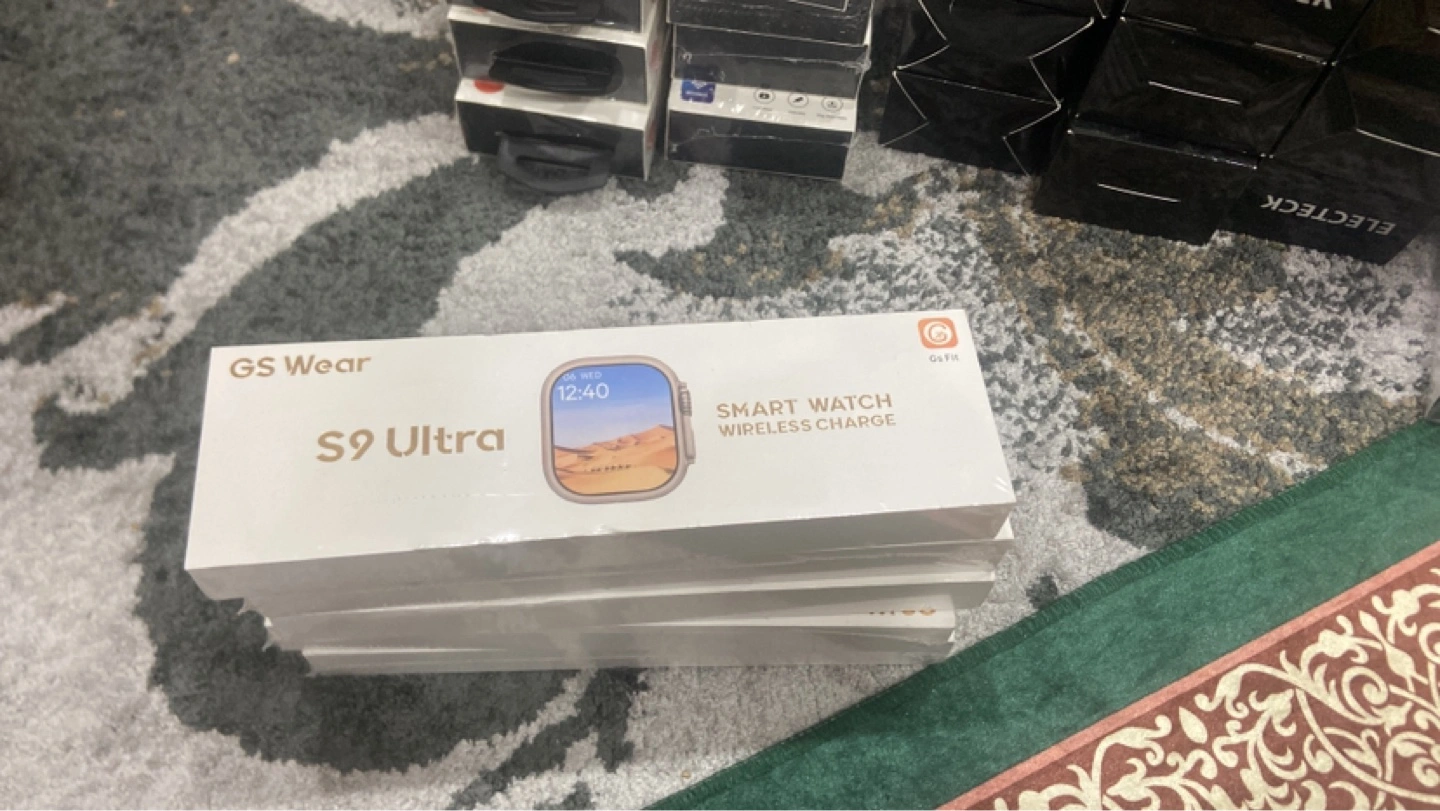 ELECTECK
GS Wear
Gs Fit
06 WED
12:40
S9 Ultra
SMART WATCH
WIRELESS CHARGE